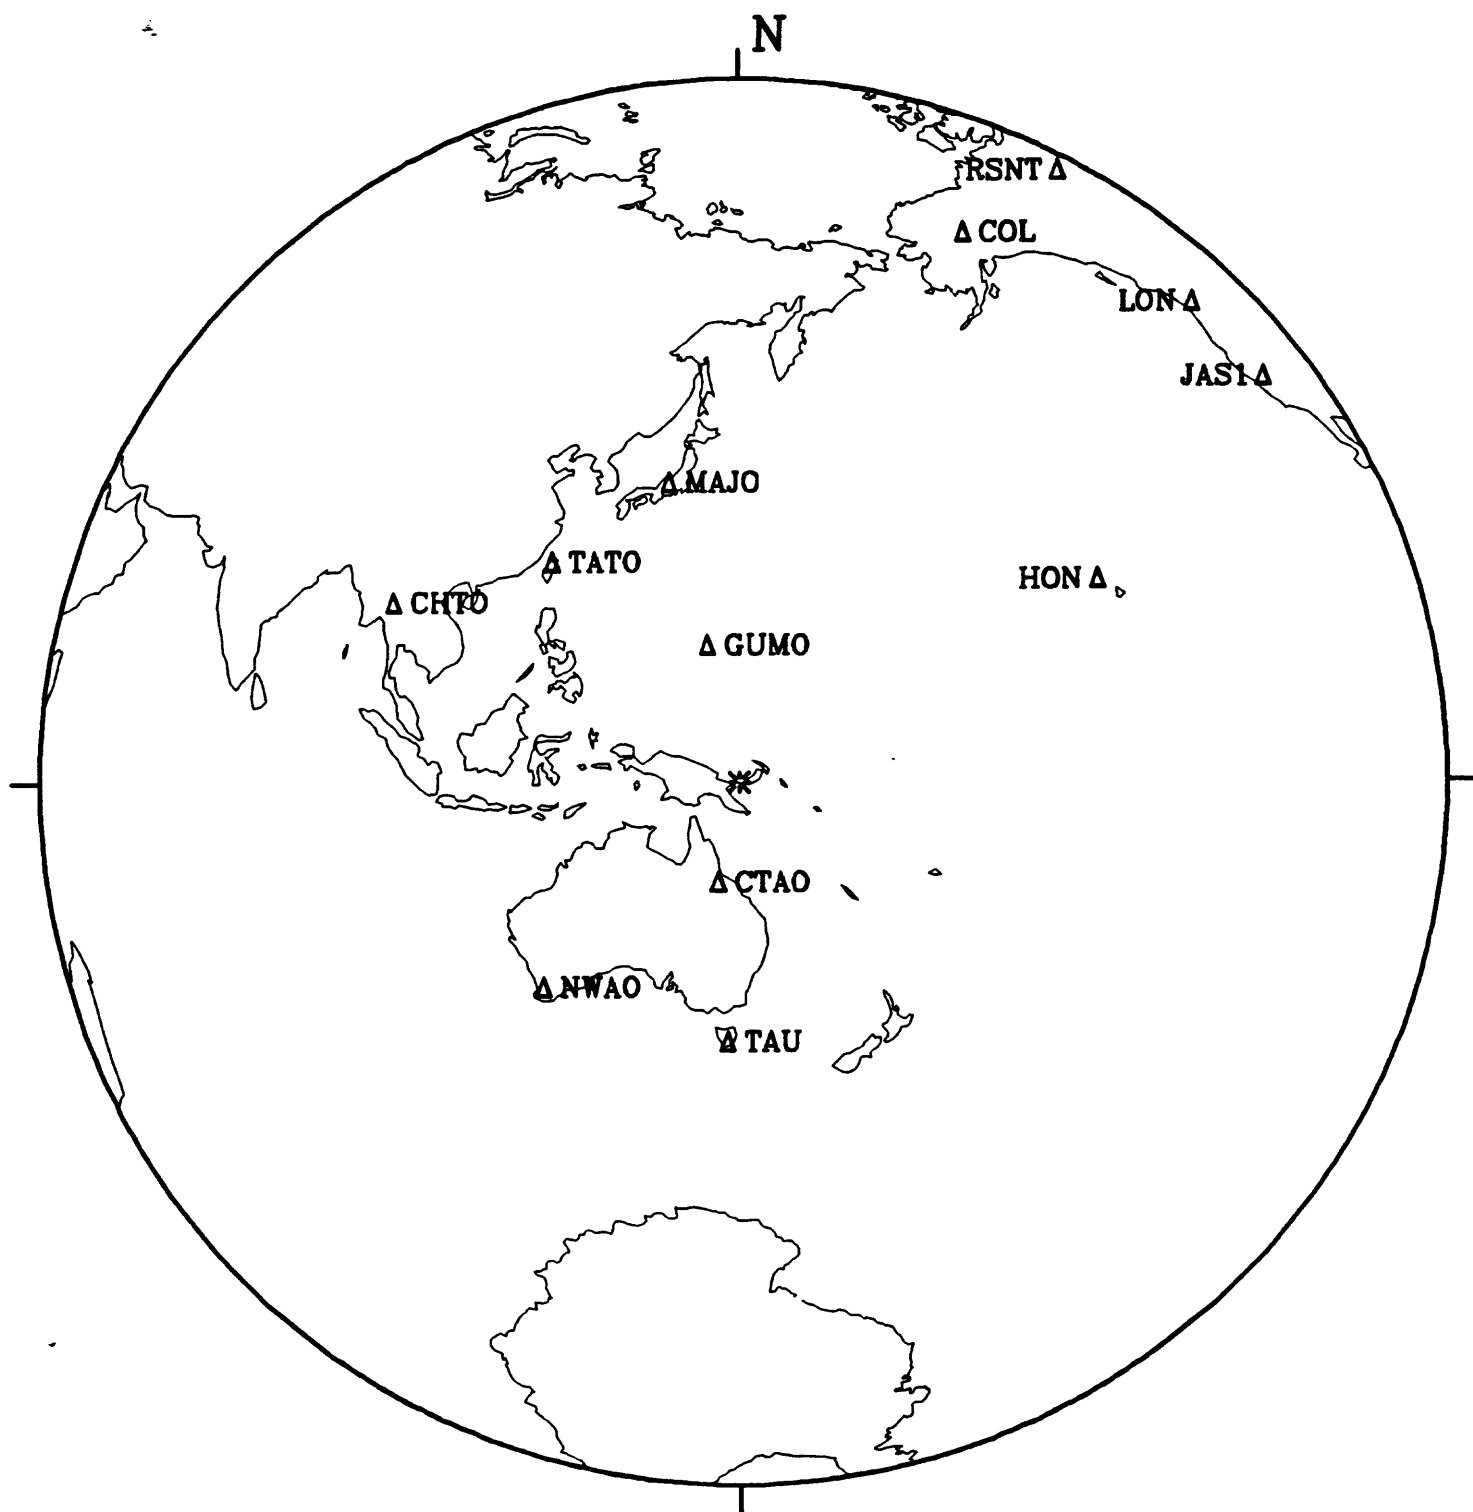 N
RSNT
COL
LON
JAS1
MAJO
TATO
HON
CHTO
GUMO
CTAO
NWAO
TAU